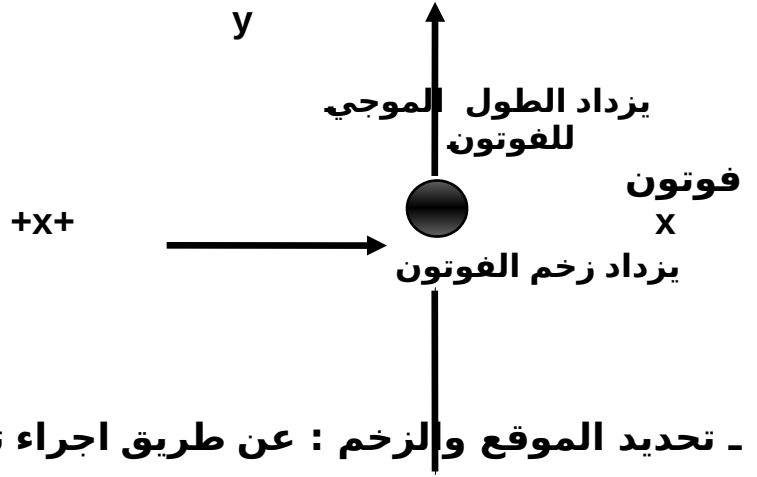 y
يزداد الطول الموجي
للفوتون
فوتون
+x+
x
يزداد زخم الفوتون
ـ تحديد الموقع والزخم : عن طريق اجراء